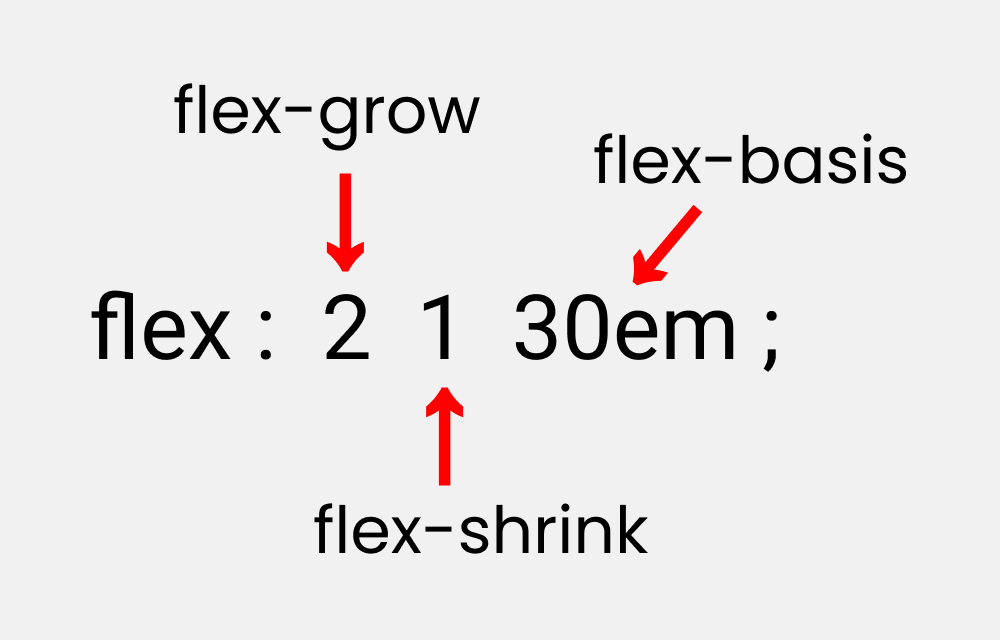 flex-grow
flex-basis
flex : 2 1 30em ;
flex-shrink